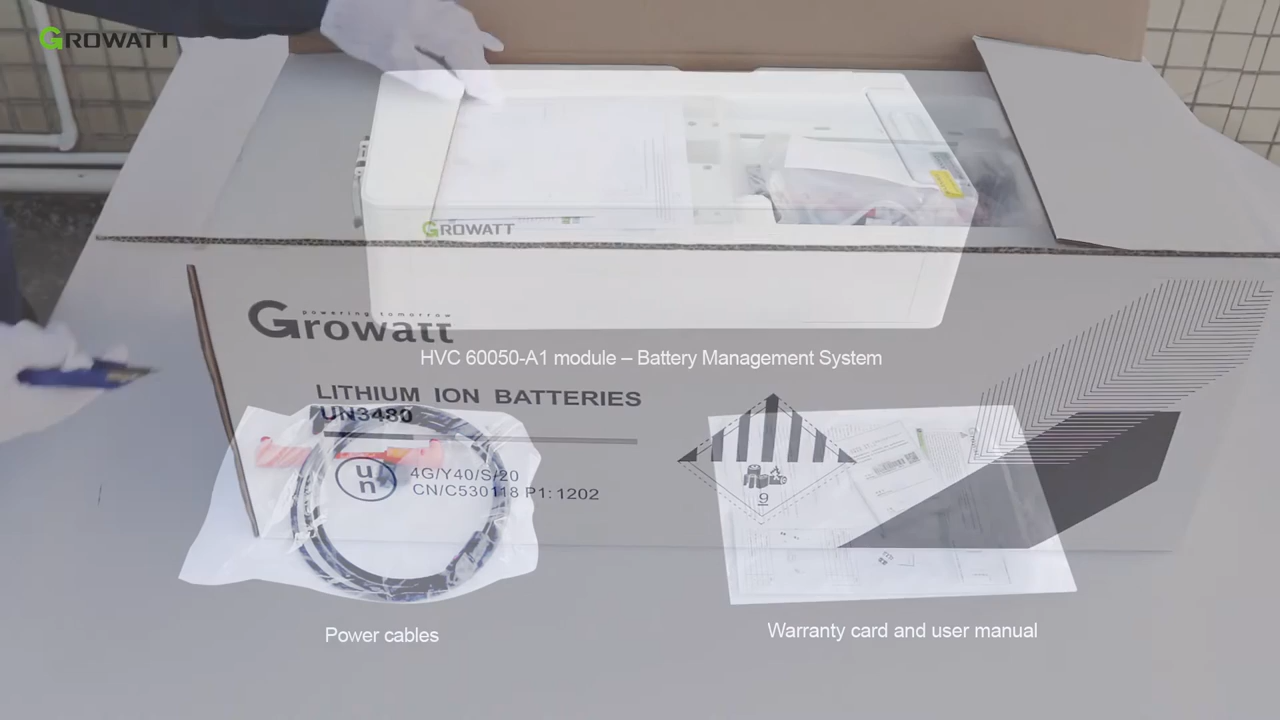 GROWATT
GROWATT
powering tomorrow
Growatt
HVC 60050-A1 module – Battery Management System
LITHIUM ION BATTERIES
UN3480
un
4G/Y40/S/20
CN/C530118 P1:1202
9
Power cables
Warranty card and user manual